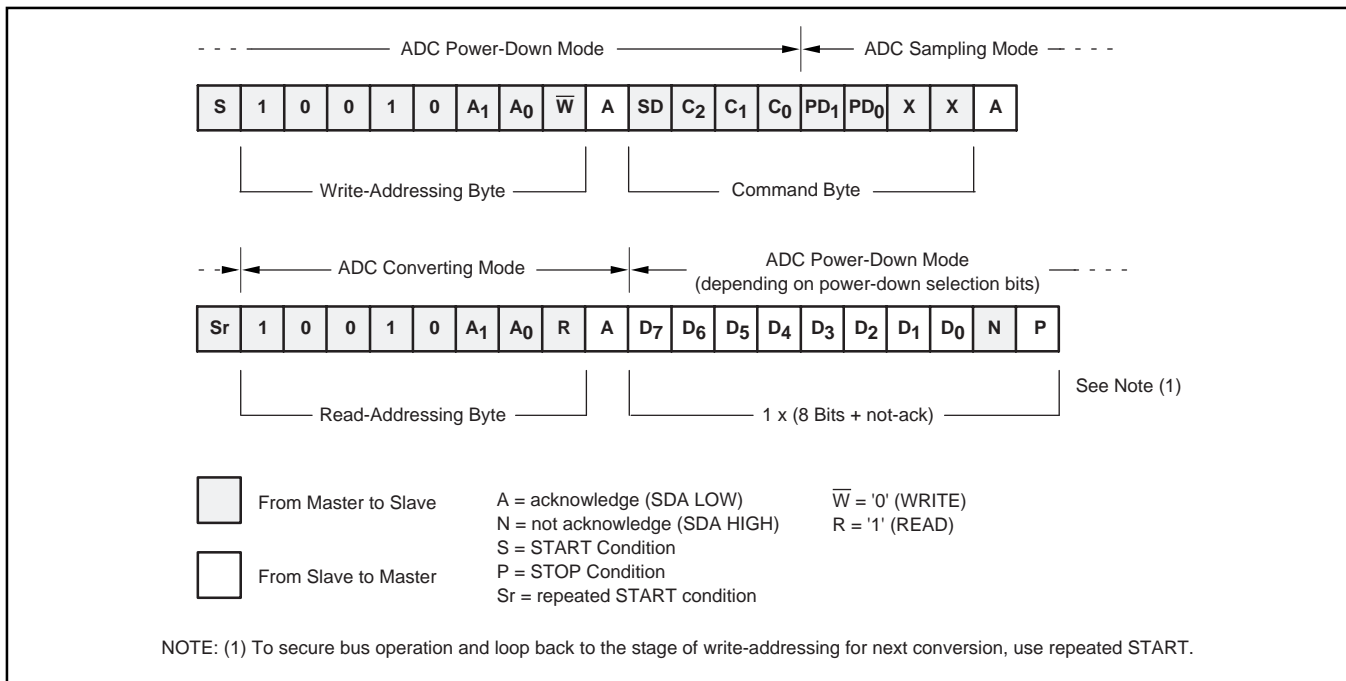 ADC Power-Down Mode ADC Sampling Mode
S 1 0 0 1 0 A1 A0 W̅ A SD C2 C1 C0 PD1 PD0 X X A
Write-Addressing Byte Command Byte
ADC Converting Mode ADC Power-Down Mode
(depending on power-down selection bits)
Sr 1 0 0 1 0 A1 A0 R A D7 D6 D5 D4 D3 D2 D1 D0 N P
See Note (1)
Read-Addressing Byte 1 x (8 Bits + not-ack)
From Master to Slave
From Slave to Master
A = acknowledge (SDA LOW)
N = not acknowledge (SDA HIGH)
S = START Condition
P = STOP Condition
Sr = repeated START condition
W̅ = '0' (WRITE)
R = '1' (READ)
NOTE: (1) To secure bus operation and loop back to the stage of write-addressing for next conversion, use repeated START.